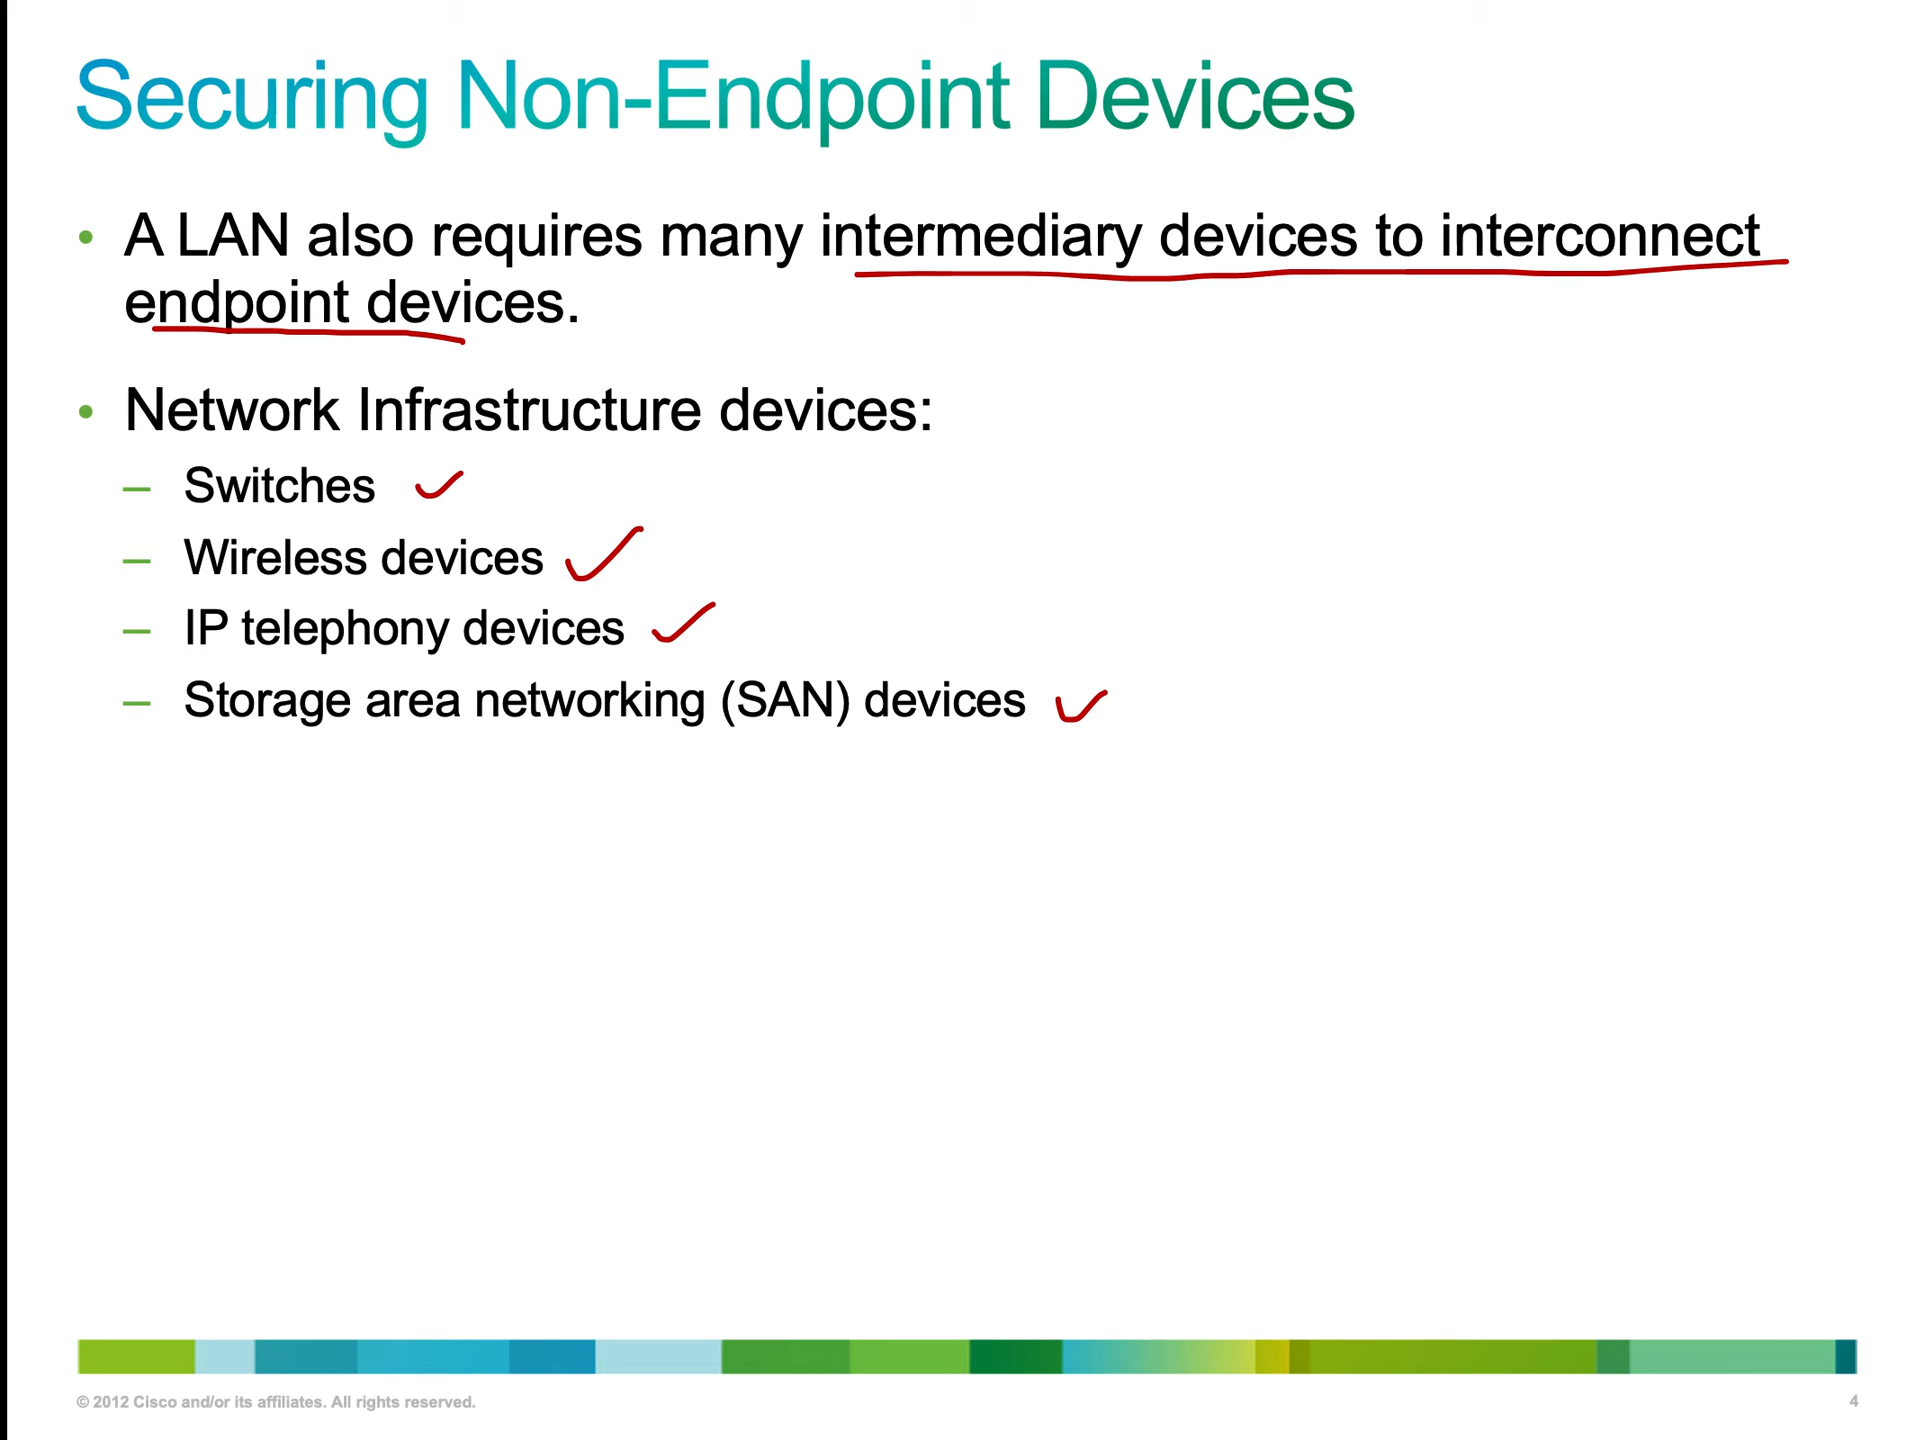 Securing Non-Endpoint Devices
• A LAN also requires many intermediary devices to interconnect
endpoint devices.
• Network Infrastructure devices:
– Switches
– Wireless devices
– IP telephony devices
– Storage area networking (SAN) devices
© 2012 Cisco and/or its affiliates. All rights reserved.
4